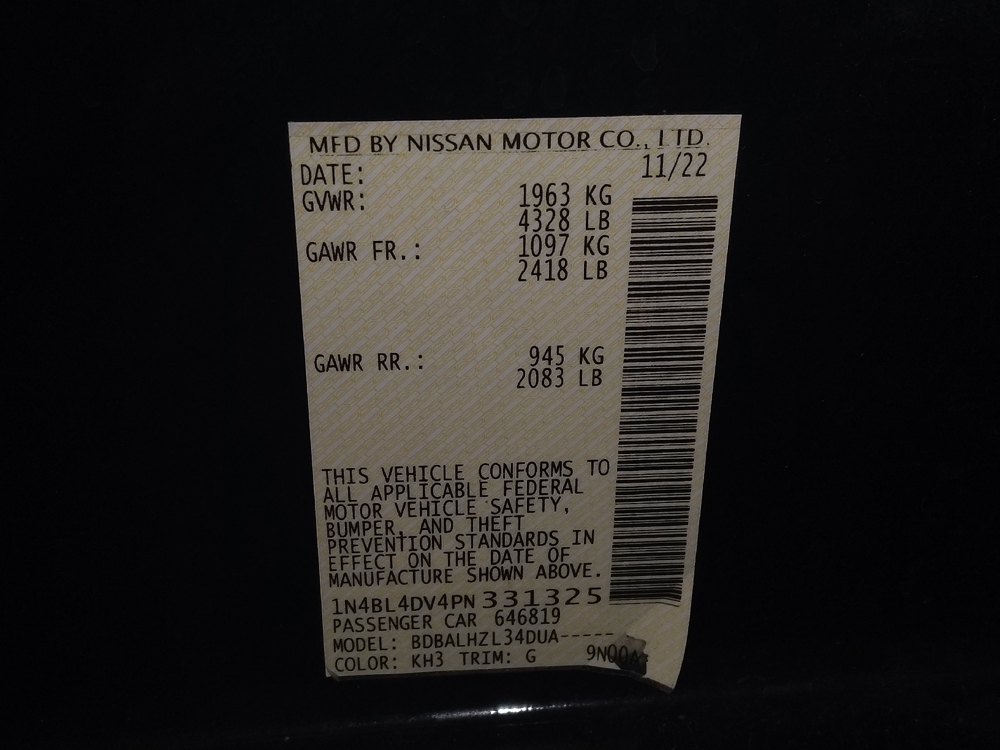 MFD BY NISSAN MOTOR CO., LTD.
DATE: 11/22
GVWR: 1963 KG
4328 LB
GAWR FR.: 1097 KG
2418 LB
GAWR RR.: 945 KG
2083 LB
THIS VEHICLE CONFORMS TO
ALL APPLICABLE FEDERAL
MOTOR VEHICLE SAFETY,
BUMPER, AND THEFT
PREVENTION STANDARDS IN
EFFECT ON THE DATE OF
MANUFACTURE SHOWN ABOVE.
1N4BL4DV4PN 331325
PASSENGER CAR 646819
MODEL: BDBALHZL34DUA-----
COLOR: KH3 TRIM: G